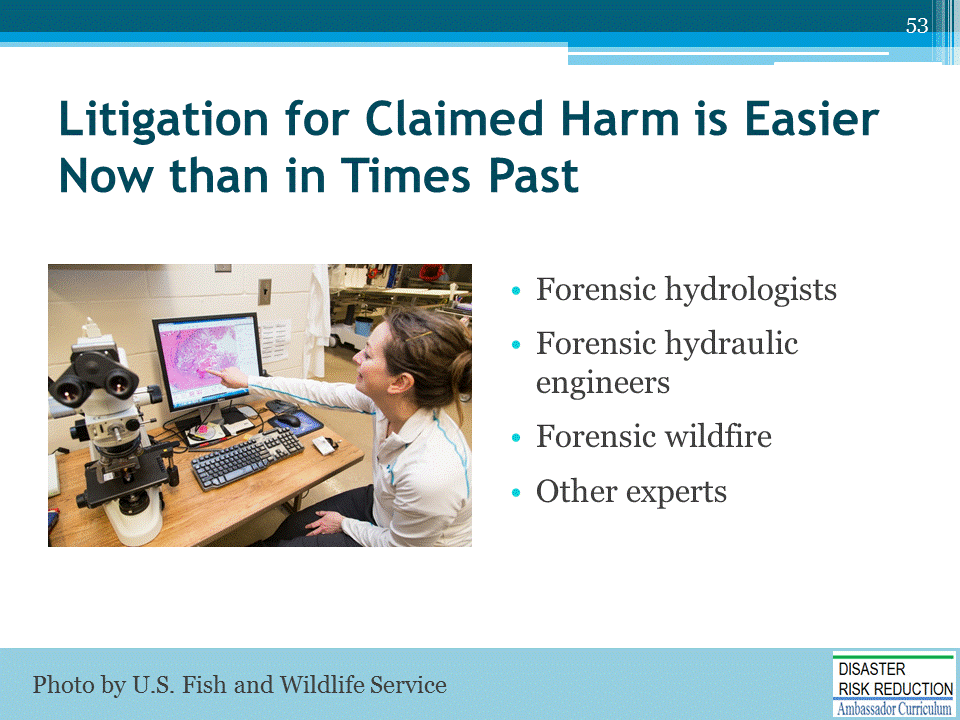 53
Litigation for Claimed Harm is Easier
Now than in Times Past
• Forensic hydrologists
• Forensic hydraulic
engineers
• Forensic wildfire
• Other experts
Photo by U.S. Fish and Wildlife Service
DISASTER
RISK REDUCTION
Ambassador Curriculum